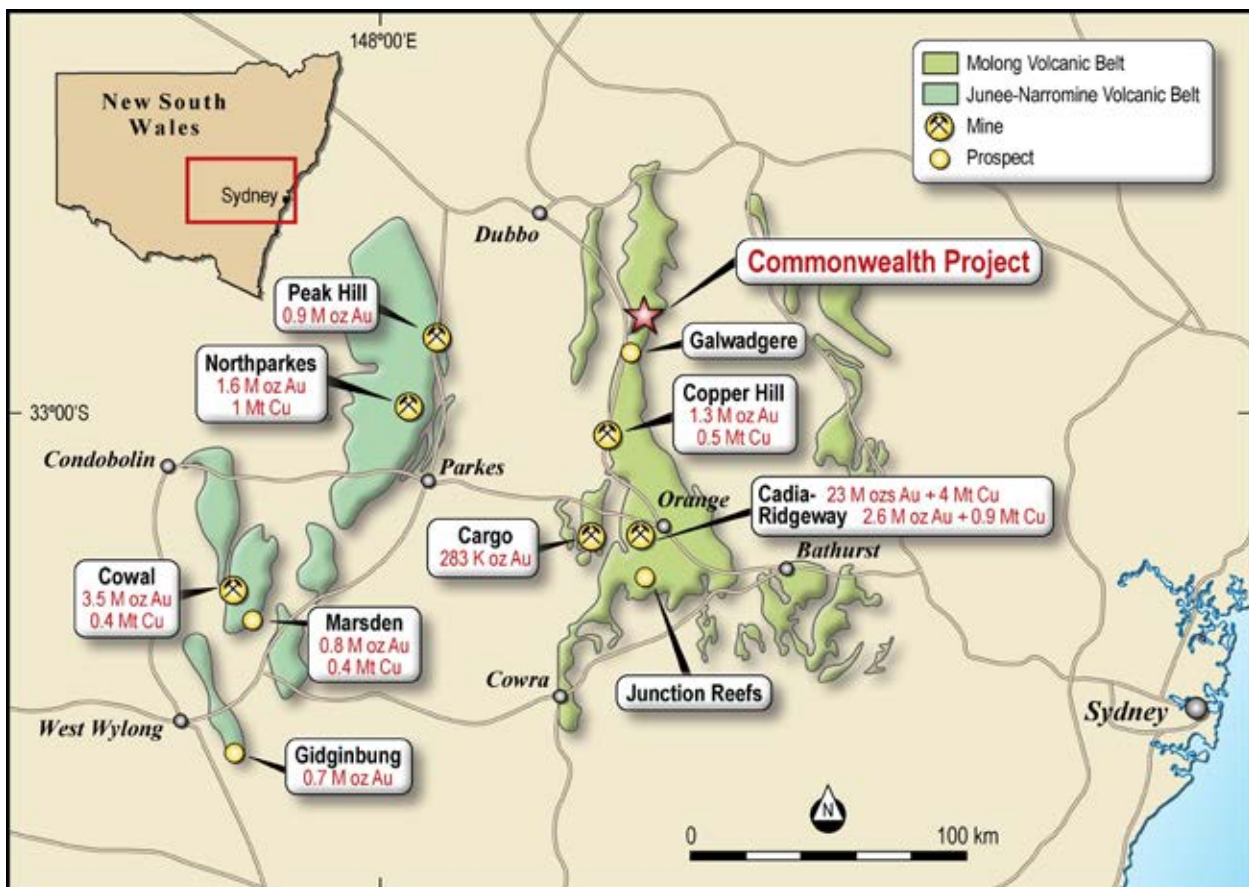 148º00'E
New South
Wales
Sydney
Molong Volcanic Belt
Junee-Narromine Volcanic Belt
Mine
Prospect
Dubbo
Commonwealth Project
Peak Hill
0.9 M oz Au
Galwadgere
Northparkes
1.6 M oz Au
1 Mt Cu
Copper Hill
1.3 M oz Au
0.5 Mt Cu
33º00'S
Condobolin
Parkes
Orange
Cadia- 23 M ozs Au + 4 Mt Cu
Ridgeway 2.6 M oz Au + 0.9 Mt Cu
Cargo
283 K oz Au
Bathurst
Cowal
3.5 M oz Au
0.4 Mt Cu
Marsden
0.8 M oz Au
0.4 Mt Cu
Cowra
Junction Reefs
Sydney
West Wylong
Gidginbung
0.7 M oz Au
N
0 100 km